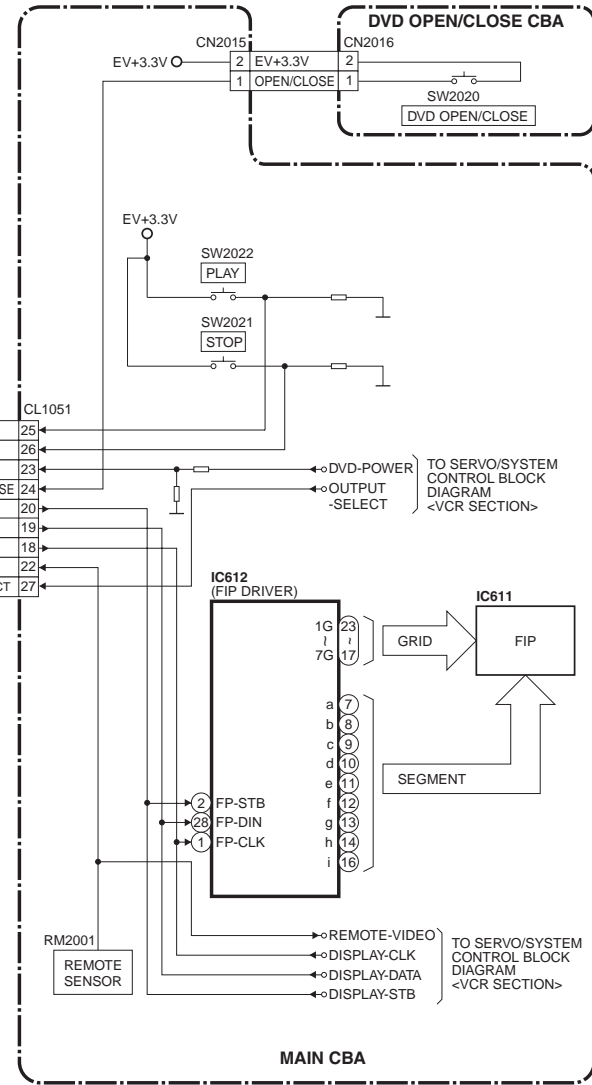 DVD OPEN/CLOSE CBA
CN2015
CN2016
EV+3.3V
2 EV+3.3V 2
1 OPEN/CLOSE 1
SW2020
DVD OPEN/CLOSE
EV+3.3V
SW2022
PLAY
SW2021
STOP
CL1051
25
26
23
SE 24
20
19
18
22
CT 27
DVD-POWER
OUTPUT
-SELECT
TO SERVO/SYSTEM
CONTROL BLOCK
DIAGRAM
<VCR SECTION>
IC612
(FIP DRIVER)
1G 23
~ ~
7G 17
GRID
IC611
FIP
a 7
b 8
c 9
d 10
e 11
f 12
g 13
h 14
i 16
SEGMENT
2 FP-STB
28 FP-DIN
1 FP-CLK
RM2001
REMOTE
SENSOR
REMOTE-VIDEO
DISPLAY-CLK
DISPLAY-DATA
DISPLAY-STB
TO SERVO/SYSTEM
CONTROL BLOCK
DIAGRAM
<VCR SECTION>
MAIN CBA